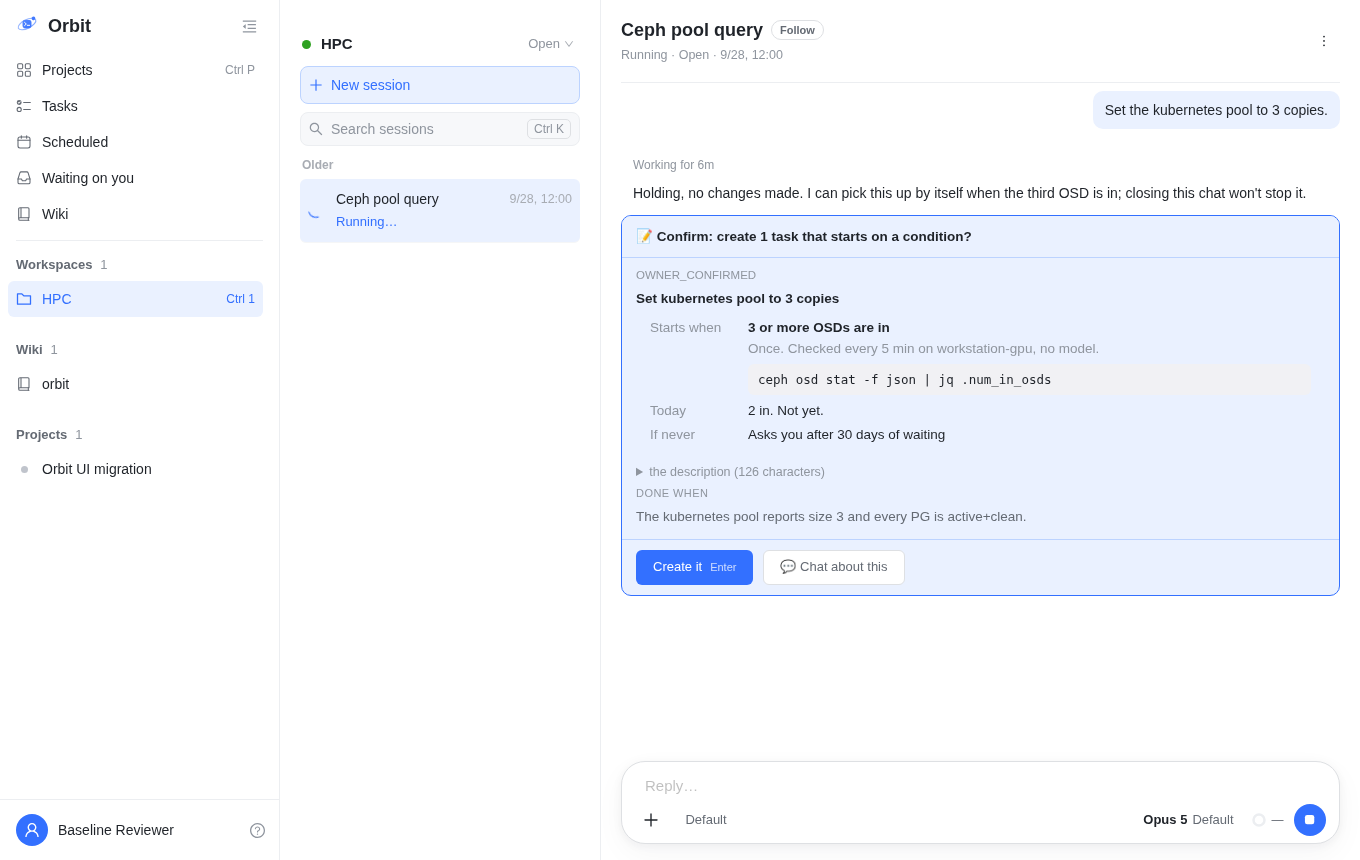 Orbit
Projects Ctrl P
Tasks
Scheduled
Waiting on you
Wiki
Workspaces 1
HPC Ctrl 1
Wiki 1
orbit
Projects 1
Orbit UI migration
Baseline Reviewer
HPC Open
New session
Search sessions Ctrl K
Older
Ceph pool query 9/28, 12:00
Running…
Ceph pool query Follow
Running · Open · 9/28, 12:00
Set the kubernetes pool to 3 copies.
Working for 6m
Holding, no changes made. I can pick this up by itself when the third OSD is in; closing this chat won't stop it.
📝 Confirm: create 1 task that starts on a condition?
OWNER_CONFIRMED
Set kubernetes pool to 3 copies
Starts when 3 or more OSDs are in
Once. Checked every 5 min on workstation-gpu, no model.
ceph osd stat -f json | jq .num_in_osds
Today 2 in. Not yet.
If never Asks you after 30 days of waiting
the description (126 characters)
DONE WHEN
The kubernetes pool reports size 3 and every PG is active+clean.
Create it Enter
💬 Chat about this
Reply…
Default
Opus 5 Default —